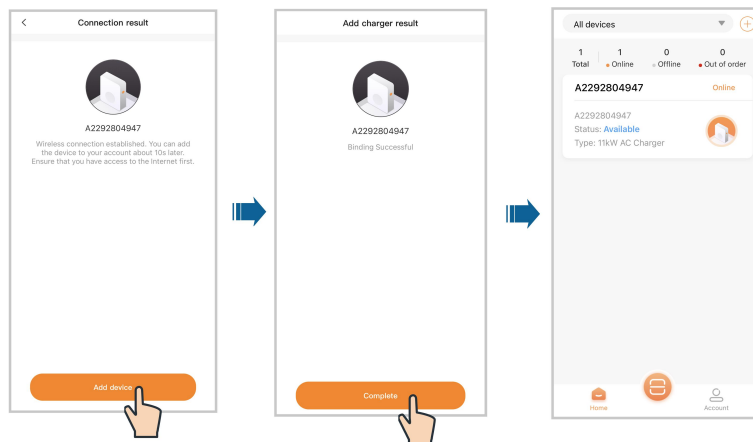 Connection result
A2292804947
Wireless connection established. You can add
the device to your account about 10s later.
Ensure that you have access to the Internet first.
Add device
Add charger result
A2292804947
Binding Successful
Complete
All devices
1 1 0 0
Total Online Offline Out of order
A2292804947 Online
A2292804947
Status: Available
Type: 11kW AC Charger
Home Account